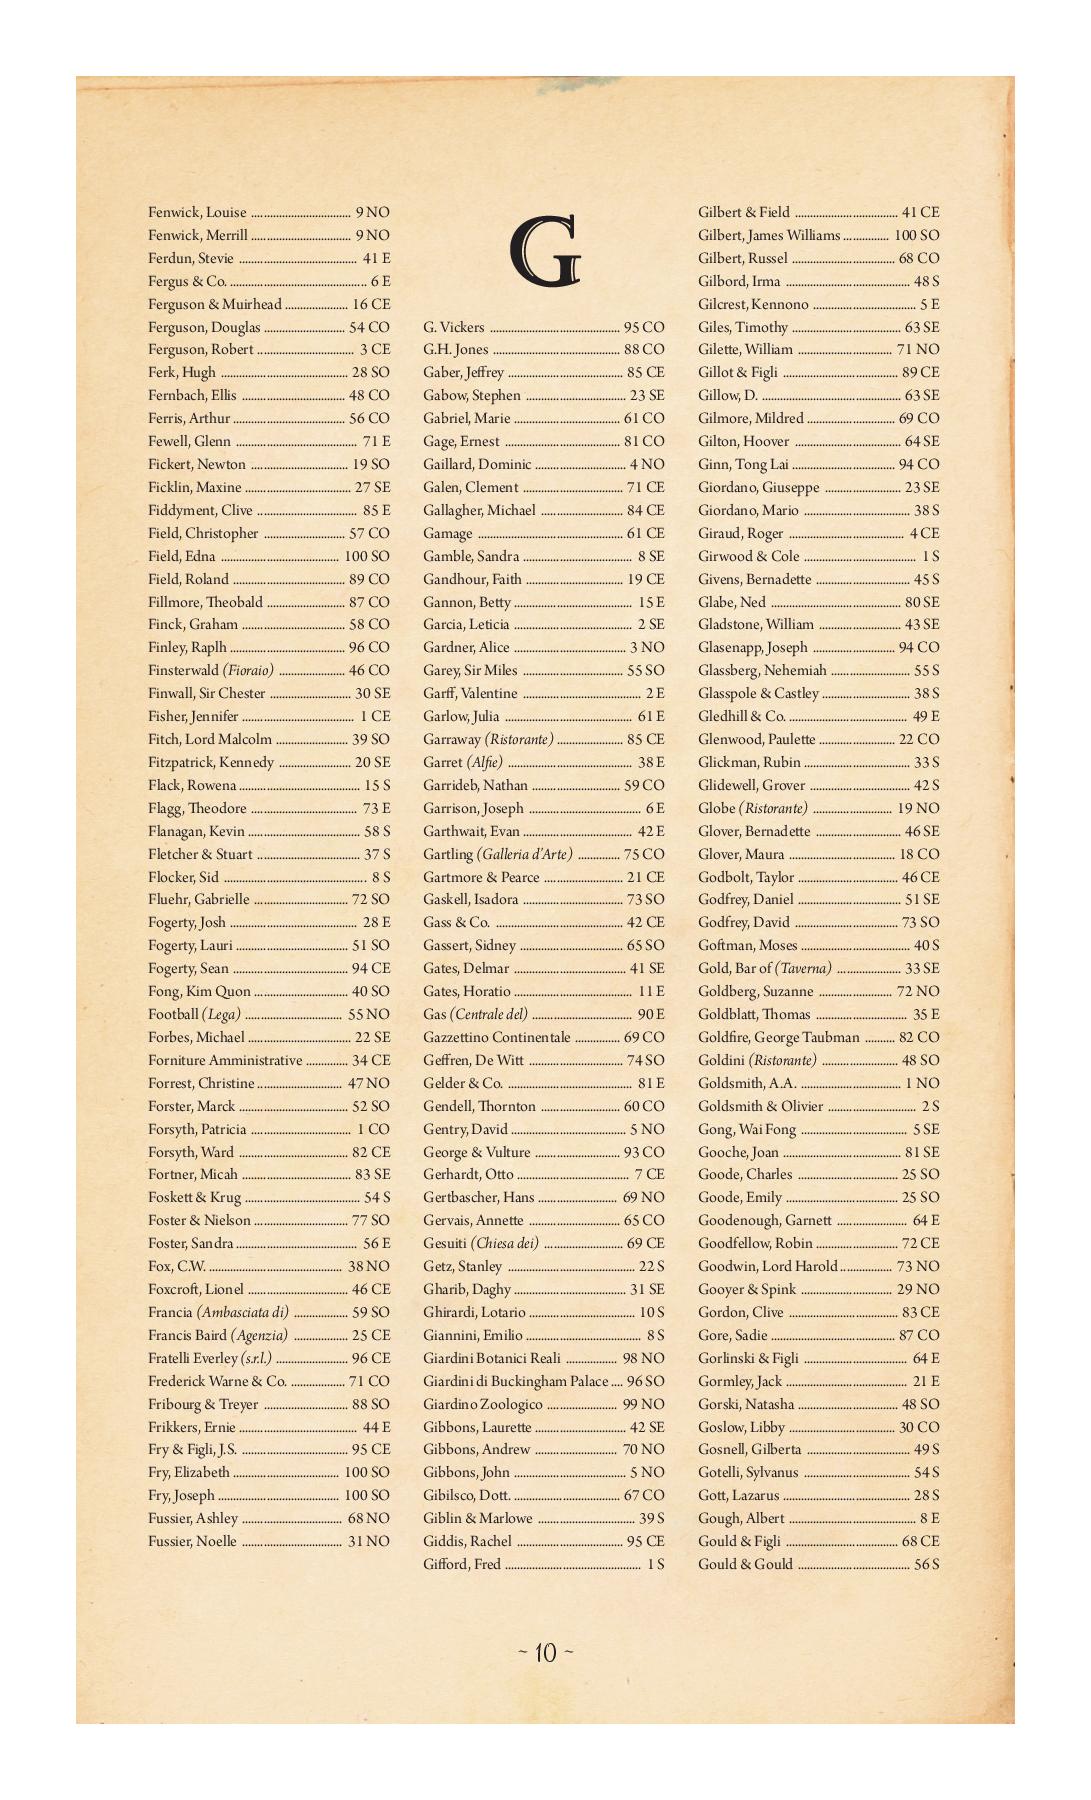 Fenwick, Louise ................................ 9 NO
Fenwick, Merrill ................................ 9 NO
Ferdun, Stevie ................................ 41 E
Fergus & Co. ................................ 6 E
Ferguson & Muirhead .................... 16 CE
Ferguson, Douglas .......................... 54 CO
Ferguson, Robert ............................... 3 CE
Ferk, Hugh ......................................... 28 SO
Fernbach, Ellis .................................. 48 CO
Ferris, Arthur .................................... 56 CO
Fewell, Glenn ....................................... 71 E
Fickert, Newton ................................ 19 SO
Ficklin, Maxine ................................. 27 SE
Fiddyment, Clive ................................ 85 E
Field, Christopher .......................... 57 CO
Field, Edna ...................................... 100 SO
Field, Roland ..................................... 89 CO
Fillmore, Theobald ......................... 87 CO
Finck, Graham ................................. 58 CO
Finley, Raplh .................................... 96 CO
Finsterwald (Fioraio) ..................... 46 CO
Finwall, Sir Chester .......................... 30 SE
Fisher, Jennifer .................................... 1 CE
Fitch, Lord Malcolm ....................... 39 SO
Fitzpatrick, Kennedy ....................... 20 SE
Flack, Rowena ..................................... 15 S
Flagg, Theodore .................................. 73 E
Flanagan, Kevin .................................. 58 S
Fletcher & Stuart ................................. 37 S
Flocker, Sid ........................................... 8 S
Fluehr, Gabrielle ............................... 72 SO
Fogerty, Josh ....................................... 28 E
Fogerty, Lauri .................................... 51 SO
Fogerty, Sean ..................................... 94 CE
Fong, Kim Quon .............................. 40 SO
Football (Lega) ................................ 55 NO
Forbes, Michael ................................. 22 SE
Forniture Amministrative ............. 34 CE
Forrest, Christine ............................ 47 NO
Forster, Marck .................................. 52 SO
Forsyth, Patricia ................................. 1 CO
Forsyth, Ward .................................... 82 CE
Fortner, Micah ................................... 83 SE
Foskett & Krug .................................... 54 S
Foster & Nielson ............................... 77 SO
Foster, Sandra ...................................... 56 E
Fox, C.W. .......................................... 38 NO
Foxcroft, Lionel ................................ 46 CE
Francia (Ambasciata di) ................. 59 SO
Francis Baird (Agenzia) ................. 25 CE
Fratelli Everley (s.r.l.) ....................... 96 CE
Frederick Warne & Co. ................. 71 CO
Fribourg & Treyer ........................... 88 SO
Frikkers, Ernie ..................................... 44 E
Fry & Figli, J.S. .................................. 95 CE
Fry, Elizabeth .................................. 100 SO
Fry, Joseph ....................................... 100 SO
Fussier, Ashley .................................. 68 NO
Fussier, Noelle ................................ 31 NO
G
G. Vickers ......................................... 95 CO
G.H. Jones ........................................ 88 CO
Gaber, Jeffrey ..................................... 85 CE
Gabow, Stephen ............................... 23 SE
Gabriel, Marie .................................. 61 CO
Gage, Ernest ..................................... 81 CO
Gaillard, Dominic .............................. 4 NO
Galen, Clement ................................ 71 CE
Gallagher, Michael ........................... 84 CE
Gamage .............................................. 61 CE
Gamble, Sandra ................................... 8 SE
Gandhour, Faith ............................... 19 CE
Gannon, Betty ...................................... 15 E
Garcia, Leticia ...................................... 2 SE
Gardner, Alice ..................................... 3 NO
Garey, Sir Miles ................................. 55 SO
Garff, Valentine .................................... 2 E
Garlow, Julia ......................................... 61 E
Garraway (Ristorante) ..................... 85 CE
Garret (Alfie) ....................................... 38 E
Garrideb, Nathan ............................ 59 CO
Garrison, Joseph .................................. 6 E
Garthwait, Evan .................................. 42 E
Gartling (Galleria d'Arte) ............. 75 CO
Gartmore & Pearce .......................... 21 CE
Gaskell, Isadora ................................ 73 SO
Gass & Co. ......................................... 42 CE
Gassert, Sidney ................................. 65 SO
Gates, Delmar ................................... 41 SE
Gates, Horatio ...................................... 11 E
Gas (Centrale del) ................................ 90 E
Gazzettino Continentale .............. 69 CO
Geffren, De Witt ............................... 74 SO
Gelder & Co. ........................................ 81 E
Gendell, Thornton .......................... 60 CO
Gentry, David ...................................... 5 NO
George & Vulture ............................ 93 CO
Gerhardt, Otto ..................................... 7 CE
Gertbascher, Hans ........................... 69 NO
Gervais, Annette .............................. 65 CO
Gesuiti (Chiesa dei) .......................... 69 CE
Getz, Stanley ........................................ 22 S
Gharib, Daghy ................................... 31 SE
Ghirardi, Lotario ................................ 10 S
Giannini, Emilio .................................. 8 S
Giardini Botanici Reali ................. 98 NO
Giardini di Buckingham Palace .... 96 SO
Giardino Zoologico ........................ 99 NO
Gibbons, Laurette ............................. 42 SE
Gibbons, Andrew ............................ 70 NO
Gibbons, John ..................................... 5 NO
Gibilsco, Dott. ................................... 67 CO
Giblin & Marlowe ............................... 39 S
Giddis, Rachel .................................... 95 CE
Gifford, Fred ........................................ 1 S
Gilbert & Field .................................. 41 CE
Gilbert, James Williams ............... 100 SO
Gilbert, Russel ................................... 68 CO
Gilbord, Irma ...................................... 48 S
Gilcrest, Kennono ................................ 5 E
Giles, Timothy ................................... 63 SE
Gilette, William ................................ 71 NO
Gillot & Figli ..................................... 89 CE
Gillow, D. ........................................... 63 SE
Gilmore, Mildred ............................ 69 CO
Gilton, Hoover .................................. 64 SE
Ginn, Tong Lai ................................. 94 CO
Giordano, Giuseppe ......................... 23 SE
Giordano, Mario ................................. 38 S
Giraud, Roger ...................................... 4 CE
Girwood & Cole .................................. 1 S
Givens, Bernadette .............................. 45 S
Glabe, Ned ......................................... 80 SE
Gladstone, William .......................... 43 SE
Glasenapp, Joseph ........................... 94 CO
Glassberg, Nehemiah .......................... 55 S
Glasspole & Castley ............................ 38 S
Gledhill & Co. ..................................... 49 E
Glenwood, Paulette ........................ 22 CO
Glickman, Rubin ................................. 33 S
Glidewell, Grover ................................ 42 S
Globe (Ristorante) .......................... 19 NO
Glover, Bernadette ............................ 46 SE
Glover, Maura ................................... 18 CO
Godbolt, Taylor ................................ 46 CE
Godfrey, Daniel ................................. 51 SE
Godfrey, David .................................. 73 SO
Goftman, Moses .................................. 40 S
Gold, Bar of (Taverna) ..................... 33 SE
Goldberg, Suzanne ......................... 72 NO
Goldblatt, Thomas .............................. 35 E
Goldfire, George Taubman ......... 82 CO
Goldini (Ristorante) ........................ 48 SO
Goldsmith, A.A. ................................. 1 NO
Goldsmith & Olivier ........................... 2 S
Gong, Wai Fong ................................. 5 SE
Gooche, Joan ..................................... 81 SE
Goode, Charles .................................. 25 SO
Goode, Emily .................................... 25 SO
Goodenough, Garnett ........................ 64 E
Goodfellow, Robin .......................... 72 CE
Goodwin, Lord Harold ................. 73 NO
Gooyer & Spink ............................... 29 NO
Gordon, Clive ................................... 83 CE
Gore, Sadie ........................................ 87 CO
Gorlinski & Figli .................................. 64 E
Gormley, Jack ...................................... 21 E
Gorski, Natasha ................................ 48 SO
Goslow, Libby .................................. 30 CO
Gosnell, Gilberta ................................. 49 S
Gotelli, Sylvanus .................................. 54 S
Gott, Lazarus ....................................... 28 S
Gough, Albert ....................................... 8 E
Gould & Figli ..................................... 68 CE
Gould & Gould ................................... 56 S
~ 10 ~